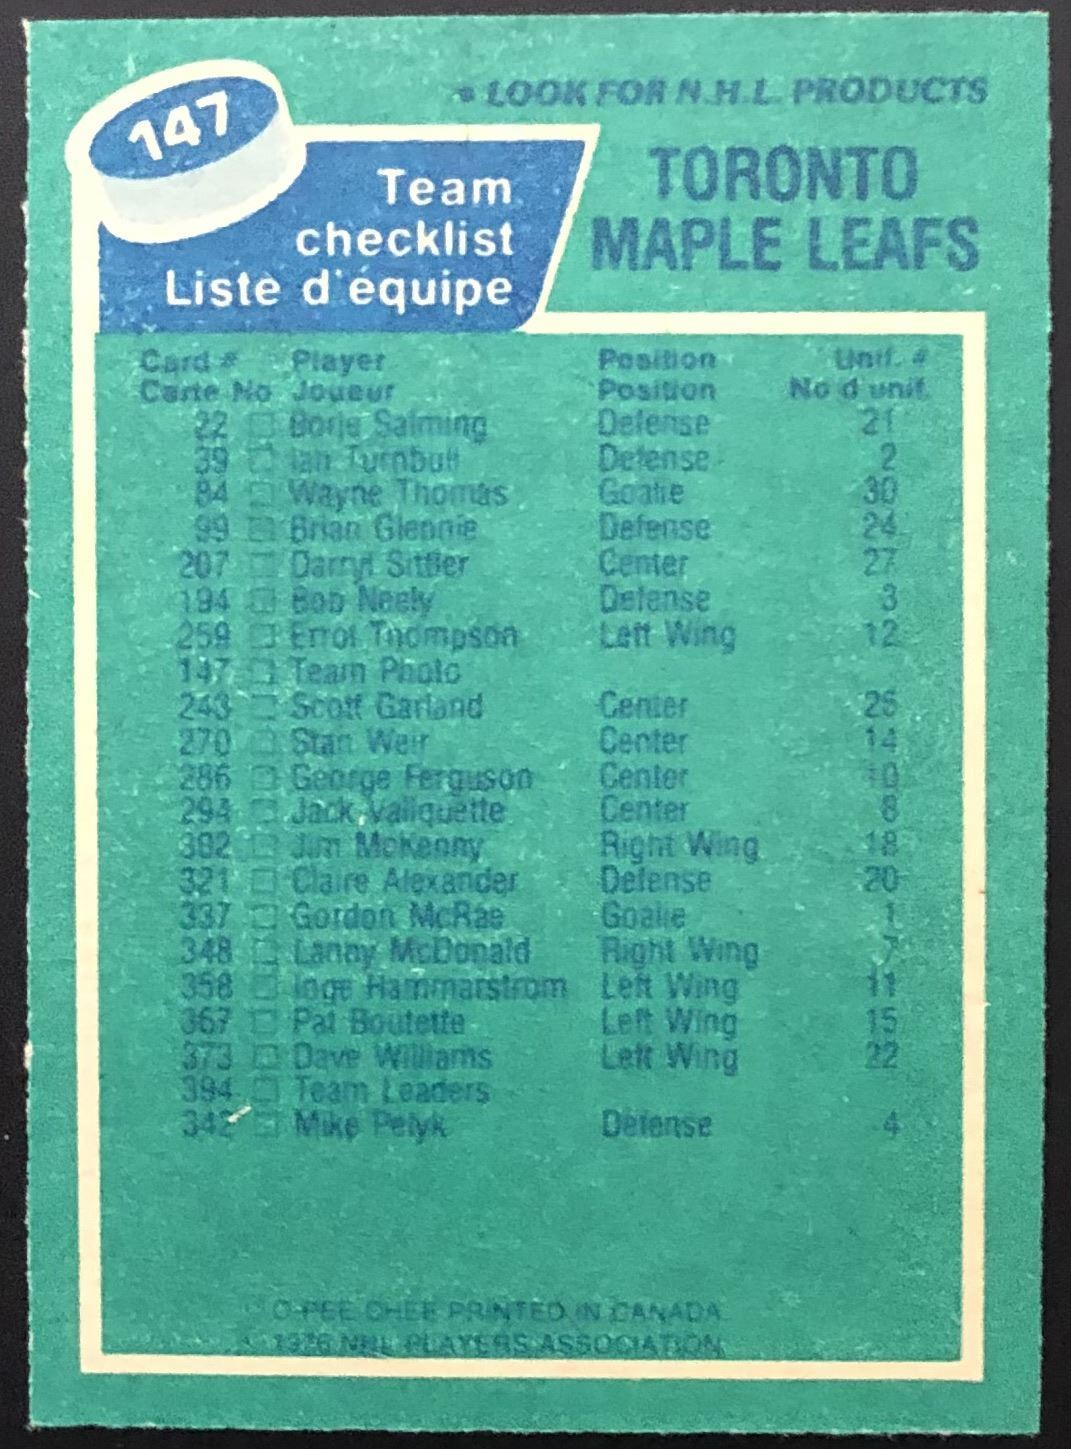 147
* LOOK FOR N.H.L. PRODUCTS
TORONTO
MAPLE LEAFS
Team
checklist
Liste d'équipe
Card # Player Position Unif. #
Carte No Joueur Position No d'unif.
22 Borje Salming Defense 21
39 Ian Turnbull Defense 2
84 Wayne Thomas Goalie 30
99 Brian Glennie Defense 24
207 Darryl Sittler Center 27
194 Bob Neely Defense 3
259 Errol Thompson Left Wing 12
147 Team Photo
243 Scott Garland Center 25
270 Stan Weir Center 14
286 George Ferguson Center 10
294 Jack Valiquette Center 8
302 Jim McKenny Right Wing 18
321 Claire Alexander Defense 20
337 Gordon McRae Goalie 1
348 Lanny McDonald Right Wing 7
358 Inge Hammarstrom Left Wing 11
367 Pat Boutette Left Wing 15
373 Dave Williams Left Wing 22
394 Team Leaders
342 Mike Pelyk Defense 4
O-PEE-CHEE PRINTED IN CANADA
1976 NHL PLAYERS ASSOCIATION